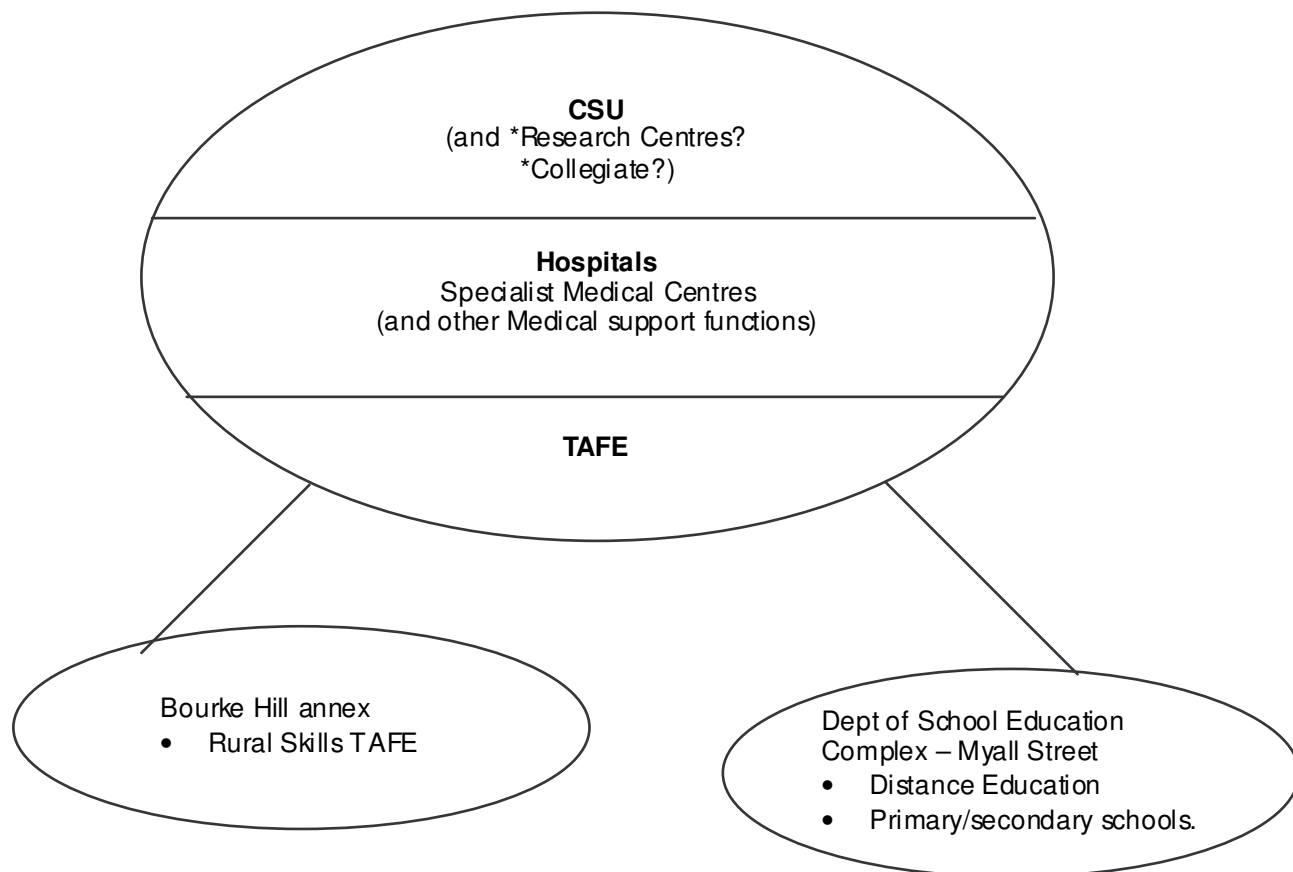 CSU
(and *Research Centres?
*Collegiate?)
Hospitals
Specialist Medical Centres
(and other Medical support functions)
TAFE
Bourke Hill annex
• Rural Skills TAFE
Dept of School Education
Complex – Myall Street
• Distance Education
• Primary/secondary schools.